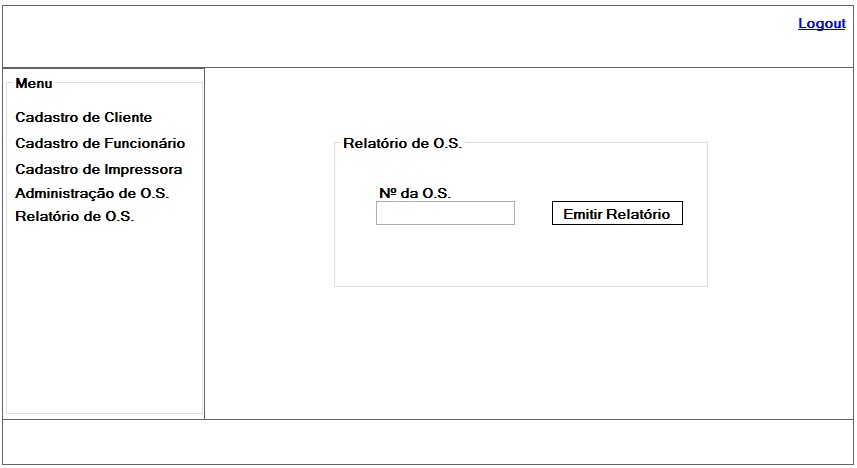 Logout
Menu
Cadastro de Cliente
Cadastro de Funcionário
Cadastro de Impressora
Administração de O.S.
Relatório de O.S.
Relatório de O.S.
Nº da O.S.
Emitir Relatório